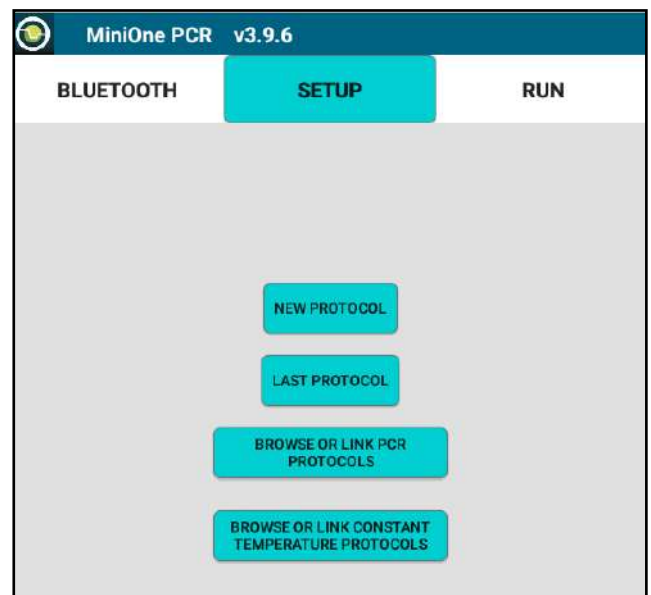 MiniOne PCR v3.9.6
BLUETOOTH SETUP RUN
NEW PROTOCOL
LAST PROTOCOL
BROWSE OR LINK PCR
PROTOCOLS
BROWSE OR LINK CONSTANT
TEMPERATURE PROTOCOLS